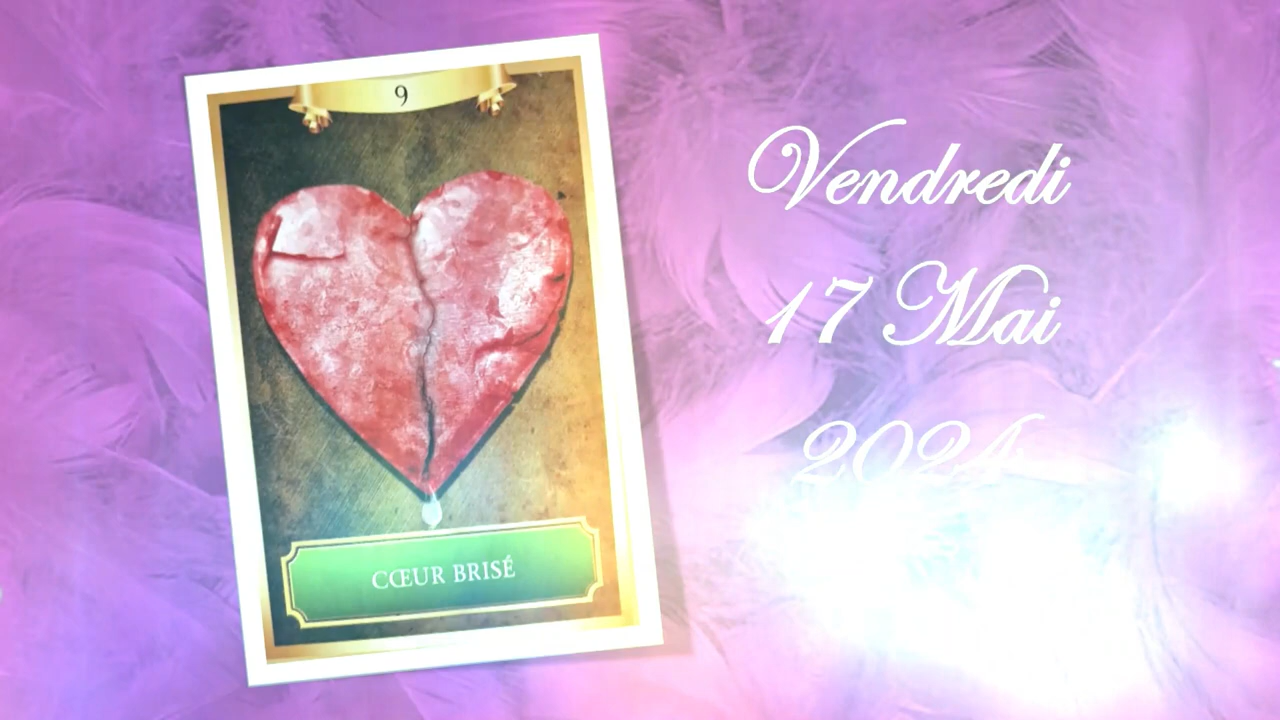 9
CŒUR BRISÉ
Vendredi
17 Mai
2024